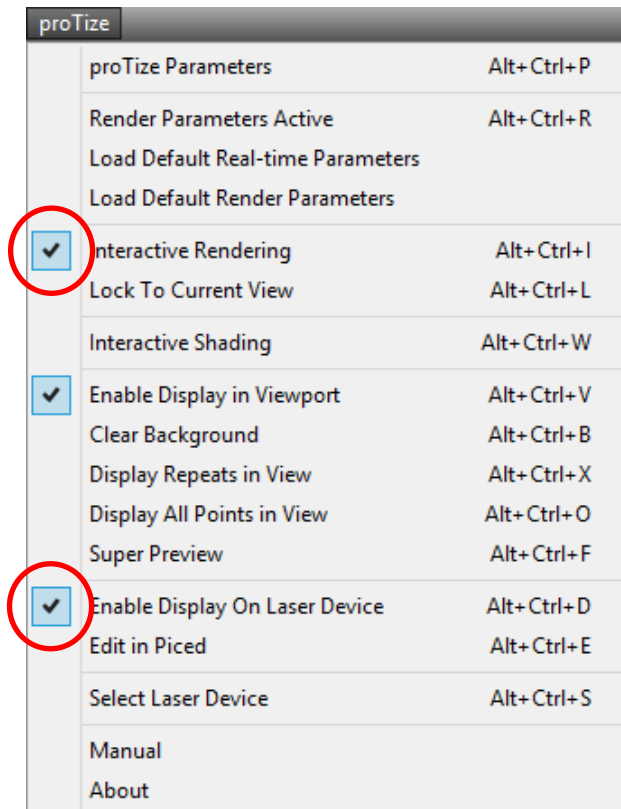 proTize
proTize Parameters Alt+Ctrl+P
Render Parameters Active Alt+Ctrl+R
Load Default Real-time Parameters
Load Default Render Parameters
Interactive Rendering Alt+Ctrl+I
Lock To Current View Alt+Ctrl+L
Interactive Shading Alt+Ctrl+W
Enable Display in Viewport Alt+Ctrl+V
Clear Background Alt+Ctrl+B
Display Repeats in View Alt+Ctrl+X
Display All Points in View Alt+Ctrl+O
Super Preview Alt+Ctrl+F
Enable Display On Laser Device Alt+Ctrl+D
Edit in Piced Alt+Ctrl+E
Select Laser Device Alt+Ctrl+S
Manual
About